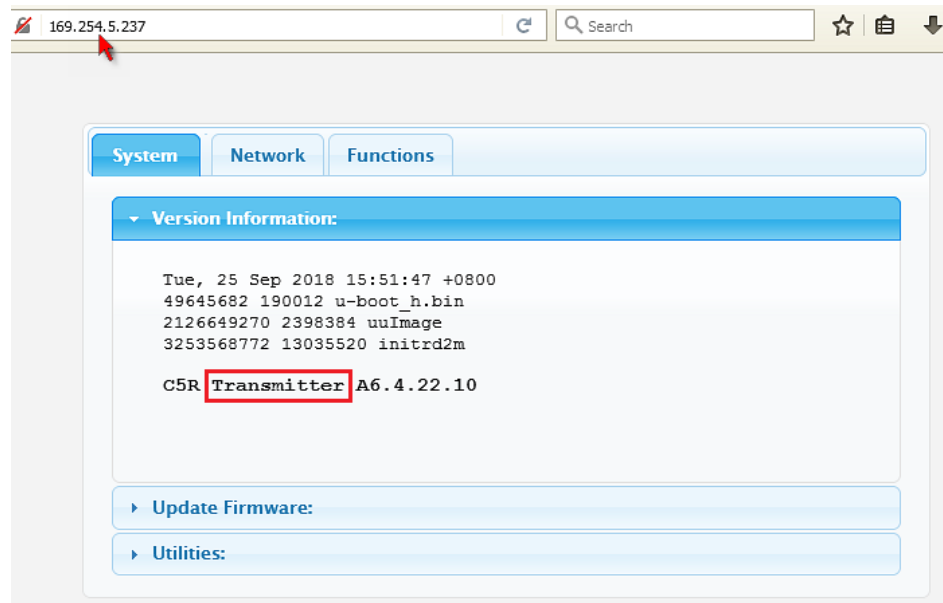 169.254.5.237 Search
System Network Functions
Version Information:
Tue, 25 Sep 2018 15:51:47 +0800
49645682 190012 u-boot_h.bin
2126649270 2398384 uuImage
3253568772 13035520 initrd2m
C5R Transmitter A6.4.22.10
Update Firmware:
Utilities: